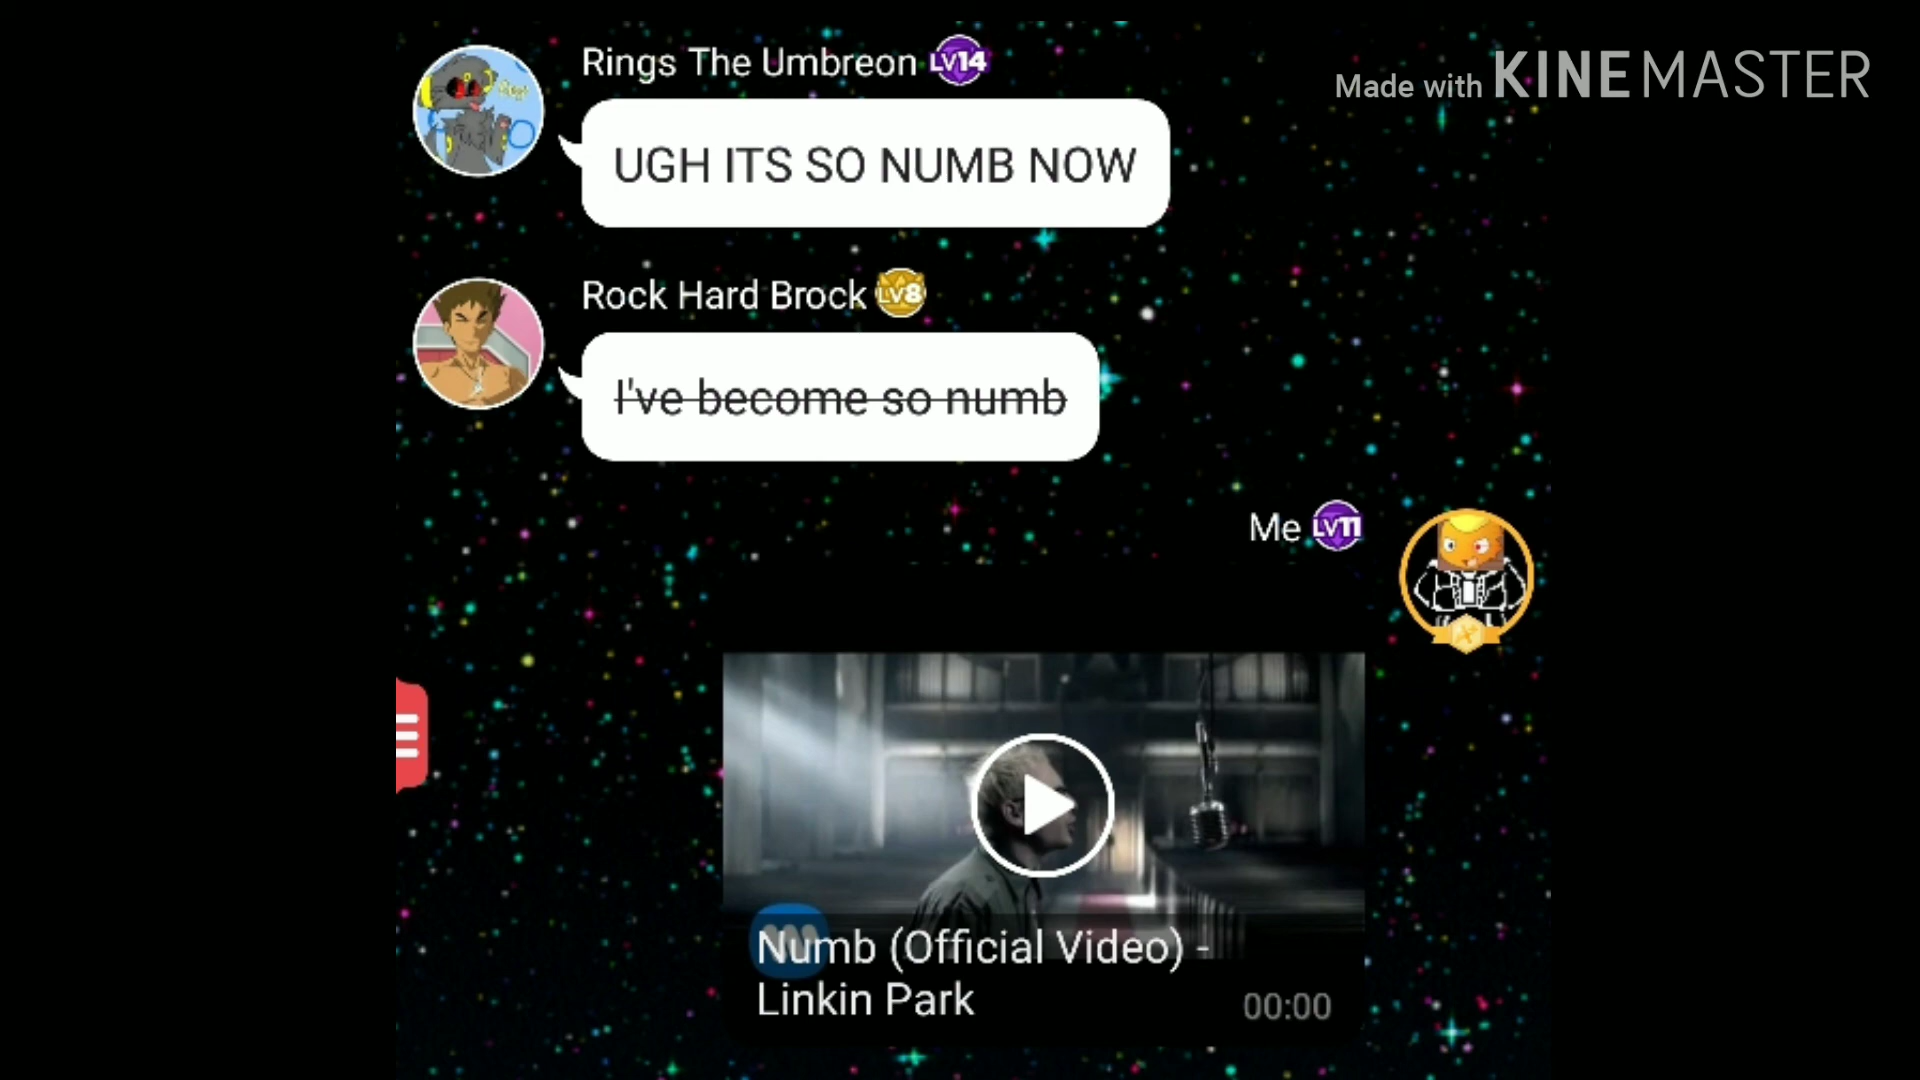 Rings The Umbreon LV14
Made with KINEMASTER
UGH ITS SO NUMB NOW
Rock Hard Brock LV8
I've become so numb
Me LV11
Numb (Official Video) -
Linkin Park
00:00